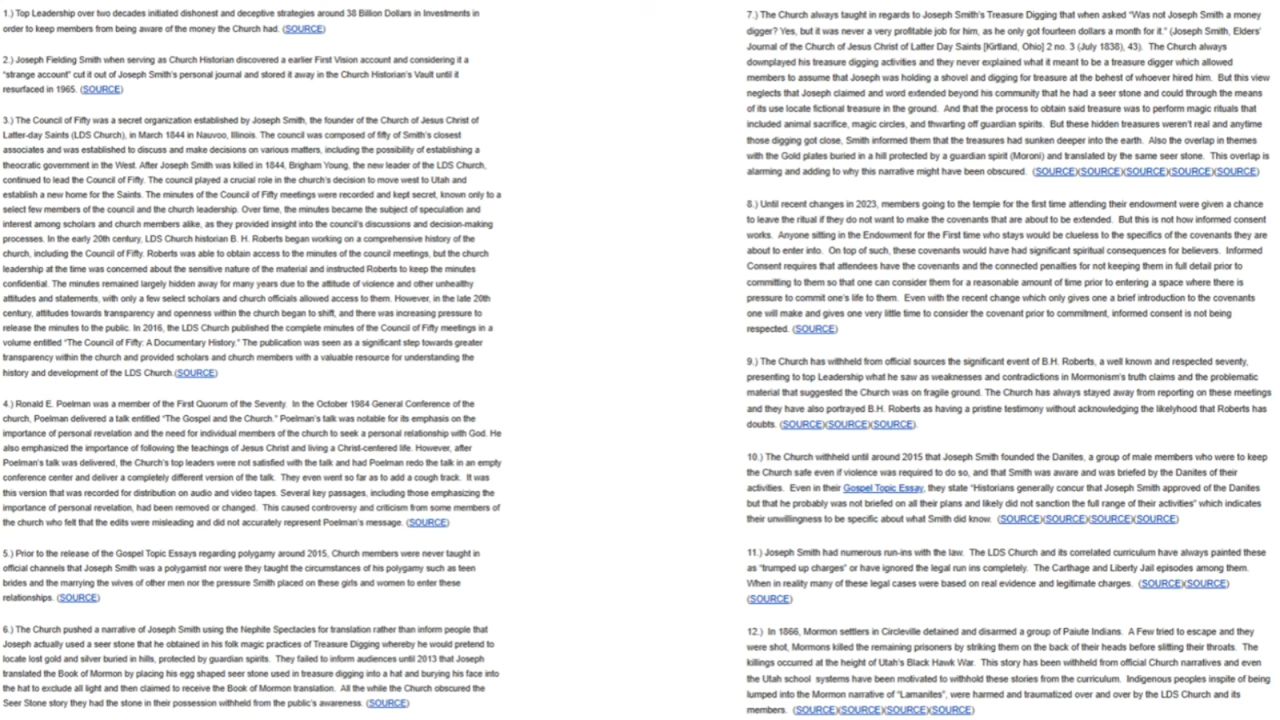 1.) Top Leadership over two decades initiated dishonest and deceptive strategies around 38 Billion Dollars in Investments in
order to keep members from being aware of the money the Church had. (SOURCE)
2.) Joseph Fielding Smith when serving as Church Historian discovered a earlier First Vision account and considering it a
“strange account” cut it out of Joseph Smith's personal journal and stored it away in the Church Historian's Vault until it
resurfaced in 1965. (SOURCE)
3.) The Council of Fifty was a secret organization established by Joseph Smith, the founder of the Church of Jesus Christ of
Latter-day Saints (LDS Church), in March 1844 in Nauvoo, Illinois. The council was composed of fifty of Smith's closest
associates and was established to discuss and make decisions on various matters, including the possibility of establishing a
theocratic government in the West. After Joseph Smith was killed in 1844, Brigham Young, the new leader of the LDS Church,
continued to lead the Council of Fifty. The council played a crucial role in the church's decision to move west to Utah and
establish a new home for the Saints. The minutes of the Council of Fifty meetings were recorded and kept secret, known only to a
select few members of the council and the church leadership. Over time, the minutes became the subject of speculation and
interest among scholars and church members alike, as they provided insight into the council's discussions and decision-making
processes. In the early 20th century, LDS Church historian B. H. Roberts began working on a comprehensive history of the
church, including the Council of Fifty. Roberts was able to obtain access to the minutes of the council meetings, but the church
leadership at the time was concerned about the sensitive nature of the material and instructed Roberts to keep the minutes
confidential. The minutes remained largely hidden away for many years due to the attitude of violence and other unhealthy
attitudes and statements, with only a few select scholars and church officials allowed access to them. However, in the late 20th
century, attitudes towards transparency and openness within the church began to shift, and there was increasing pressure to
release the minutes to the public. In 2016, the LDS Church published the complete minutes of the Council of Fifty meetings in a
volume entitled “The Council of Fifty: A Documentary History.” The publication was seen as a significant step towards greater
transparency within the church and provided scholars and church members with a valuable resource for understanding the
history and development of the LDS Church.(SOURCE)
4.) Ronald E. Poelman was a member of the First Quorum of the Seventy. In the October 1984 General Conference of the
church, Poelman delivered a talk entitled “The Gospel and the Church.” Poelman's talk was notable for its emphasis on the
importance of personal revelation and the need for individual members of the church to seek a personal relationship with God. He
also emphasized the importance of following the teachings of Jesus Christ and living a Christ-centered life. However, after
Poelman's talk was delivered, the Church's top leaders were not satisfied with the talk and had Poelman redo the talk in an empty
conference center and deliver a completely different version of the talk. They even went so far as to add a cough track. It was
this version that was recorded for distribution on audio and video tapes. Several key passages, including those emphasizing the
importance of personal revelation, had been removed or changed. This caused controversy and criticism from some members of
the church who felt that the edits were misleading and did not accurately represent Poelman's message. (SOURCE)
5.) Prior to the release of the Gospel Topic Essays regarding polygamy around 2015, Church members were never taught in
official channels that Joseph Smith was a polygamist nor were they taught the circumstances of his polygamy such as teen
brides and the marrying the wives of other men nor the pressure Smith placed on these girls and women to enter these
relationships. (SOURCE)
6.) The Church pushed a narrative of Joseph Smith using the Nephite Spectacles for translation rather than inform people that
Joseph actually used a seer stone that he obtained in his folk magic practices of Treasure Digging whereby he would pretend to
locate lost gold and silver buried in hills, protected by guardian spirits. They failed to inform audiences until 2013 that Joseph
translated the Book of Mormon by placing his egg shaped seer stone used in treasure digging into a hat and burying his face into
the hat to exclude all light and then claimed to receive the Book of Mormon translation. All the while the Church obscured the
Seer Stone story they had the stone in their possession withheld from the public's awareness. (SOURCE)
7.) The Church always taught in regards to Joseph Smith's Treasure Digging that when asked “Was not Joseph Smith a money
digger? Yes, but it was never a very profitable job for him, as he only got fourteen dollars a month for it.” (Joseph Smith, Elders'
Journal of the Church of Jesus Christ of Latter Day Saints [Kirtland, Ohio] 2 no. 3 (July 1838), 43). The Church always
downplayed his treasure digging activities and they never explained what it meant to be a treasure digger which allowed
members to assume that Joseph was holding a shovel and digging for treasure at the behest of whoever hired him. But this view
neglects that Joseph claimed and word extended beyond his community that he had a seer stone and could through the means
of its use locate fictional treasure in the ground. And that the process to obtain said treasure was to perform magic rituals that
included animal sacrifice, magic circles, and thwarting off guardian spirits. But these hidden treasures weren't real and anytime
those digging got close, Smith informed them that the treasures had sunken deeper into the earth. Also the overlap in themes
with the Gold plates buried in a hill protected by a guardian spirit (Moroni) and translated by the same seer stone. This overlap is
alarming and adding to why this narrative might have been obscured. (SOURCE)(SOURCE)(SOURCE)(SOURCE)(SOURCE)
8.) Until recent changes in 2023, members going to the temple for the first time attending their endowment were given a chance
to leave the ritual if they do not want to make the covenants that are about to be extended. But this is not how informed consent
works. Anyone sitting in the Endowment for the First time who stays would be clueless to the specifics of the covenants they are
about to enter into. On top of such, these covenants would have had significant spiritual consequences for believers. Informed
Consent requires that attendees have the covenants and the connected penalties for not keeping them in full detail prior to
committing to them so that one can consider them for a reasonable amount of time prior to entering a space where there is
pressure to commit one's life to them. Even with the recent change which only gives one a brief introduction to the covenants
one will make and gives one very little time to consider the covenant prior to commitment, informed consent is not being
respected. (SOURCE)
9.) The Church has withheld from official sources the significant event of B.H. Roberts, a well known and respected seventy,
presenting to top Leadership what he saw as weaknesses and contradictions in Mormonism's truth claims and the problematic
material that suggested the Church was on fragile ground. The Church has always stayed away from reporting on these meetings
and they have also portrayed B.H. Roberts as having a pristine testimony without acknowledging the likelyhood that Roberts has
doubts. (SOURCE)(SOURCE)(SOURCE).
10.) The Church withheld until around 2015 that Joseph Smith founded the Danites, a group of male members who were to keep
the Church safe even if violence was required to do so, and that Smith was aware and was briefed by the Danites of their
activities. Even in their Gospel Topic Essay, they state “Historians generally concur that Joseph Smith approved of the Danites
but that he probably was not briefed on all their plans and likely did not sanction the full range of their activities” which indicates
their unwillingness to be specific about what Smith did know. (SOURCE)(SOURCE)(SOURCE)(SOURCE)
11.) Joseph Smith had numerous run-ins with the law. The LDS Church and its correlated curriculum have always painted these
as “trumped up charges” or have ignored the legal run ins completely. The Carthage and Liberty Jail episodes among them.
When in reality many of these legal cases were based on real evidence and legitimate charges. (SOURCE)(SOURCE)
(SOURCE)
12.) In 1866, Mormon settlers in Circleville detained and disarmed a group of Paiute Indians. A Few tried to escape and they
were shot, Mormons killed the remaining prisoners by striking them on the back of their heads before slitting their throats. The
killings occurred at the height of Utah's Black Hawk War. This story has been withheld from official Church narratives and even
the Utah school systems have been motivated to withhold these stories from the curriculum. Indigenous peoples inspite of being
lumped into the Mormon narrative of “Lamanites”, were harmed and traumatized over and over by the LDS Church and its
members. (SOURCE)(SOURCE)(SOURCE)(SOURCE)